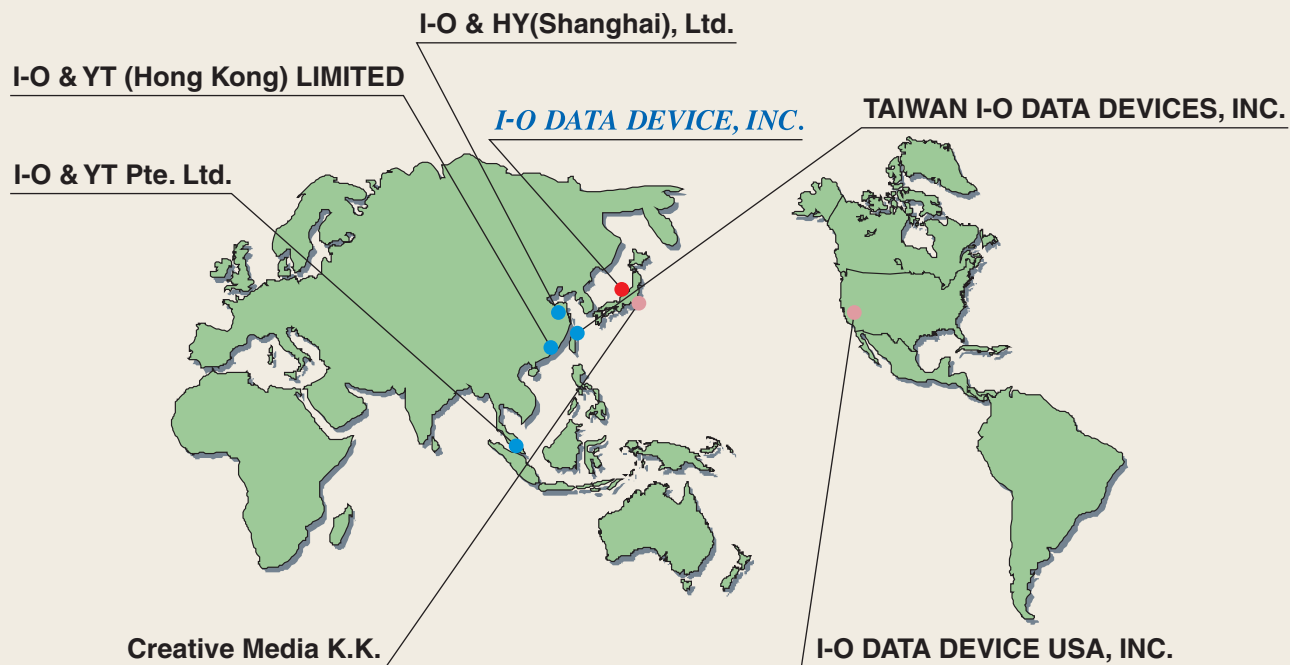 I-O & HY(Shanghai), Ltd.
I-O & YT (Hong Kong) LIMITED
I-O DATA DEVICE, INC.
TAIWAN I-O DATA DEVICES, INC.
I-O & YT Pte. Ltd.
Creative Media K.K.
I-O DATA DEVICE USA, INC.